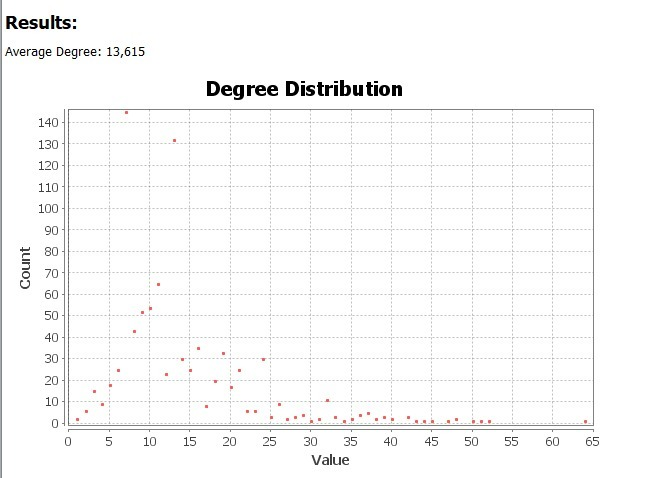 Results:
Average Degree: 13,615
Degree Distribution
140
130
120
110
100
90
80
70
60
50
40
30
20
10
0
Count
0 5 10 15 20 25 30 35 40 45 50 55 60 65
Value